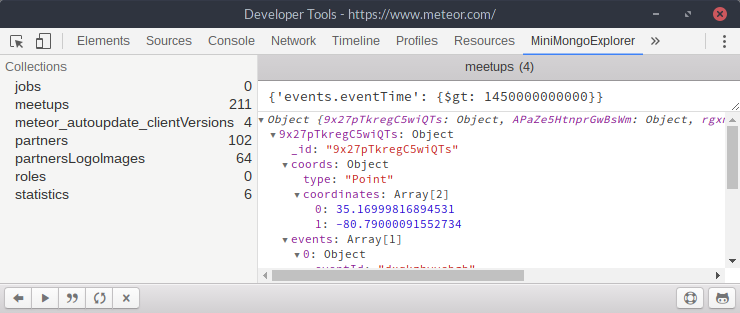 Developer Tools - https://www.meteor.com/
Elements Sources Console Network Timeline Profiles Resources MiniMongoExplorer »
Collections
jobs 0
meetups 211
meteor_autoupdate_clientVersions 4
partners 102
partnersLogoImages 64
roles 0
statistics 6
meetups (4)
{'events.eventTime': {$gt: 1450000000000}}
Object {9x27pTkregC5wiQTs: Object, APaZe5HtnprGwBsWm: Object, rgxn
9x27pTkregC5wiQTs: Object
_id: "9x27pTkregC5wiQTs"
coords: Object
type: "Point"
coordinates: Array[2]
0: 35.16999816894531
1: -80.79000091552734
events: Array[1]
0: Object